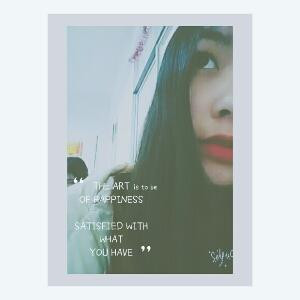 “ THE ART is to be
OF HAPPINESS
SATISFIED WITH
WHAT
YOU HAVE ”